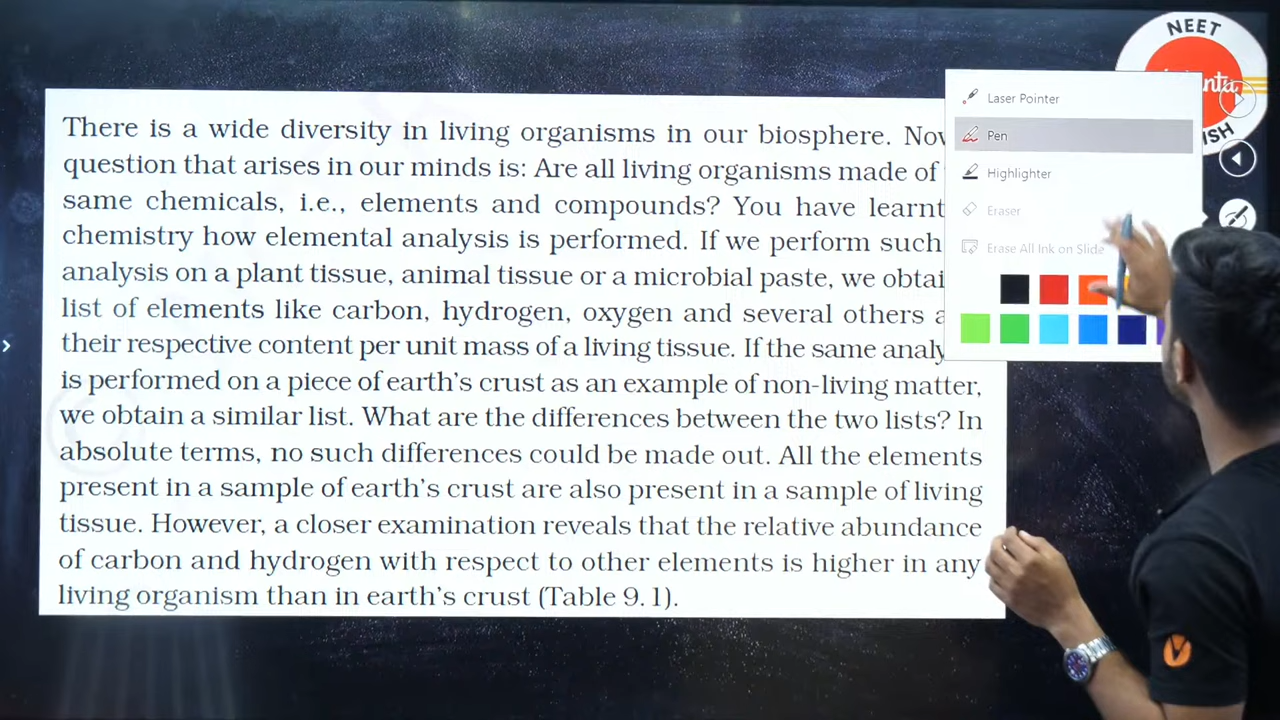 There is a wide diversity in living organisms in our biosphere.
question that arises in our minds is: Are all living organisms made of
same chemicals, i.e., elements and compounds? You have learnt
chemistry how elemental analysis is performed. If we perform such
analysis on a plant tissue, animal tissue or a microbial paste, we
list of elements like carbon, hydrogen, oxygen and several others
their respective content per unit mass of a living tissue. If the same
is performed on a piece of earth's crust as an example of non-living matter,
we obtain a similar list. What are the differences between the two lists? In
absolute terms, no such differences could be made out. All the elements
present in a sample of earth's crust are also present in a sample of living
tissue. However, a closer examination reveals that the relative abundance
of carbon and hydrogen with respect to other elements is higher in any
living organism than in earth's crust (Table 9.1).
Laser Pointer
Pen
Highlighter
Eraser
Erase All Ink on Slide
NEET